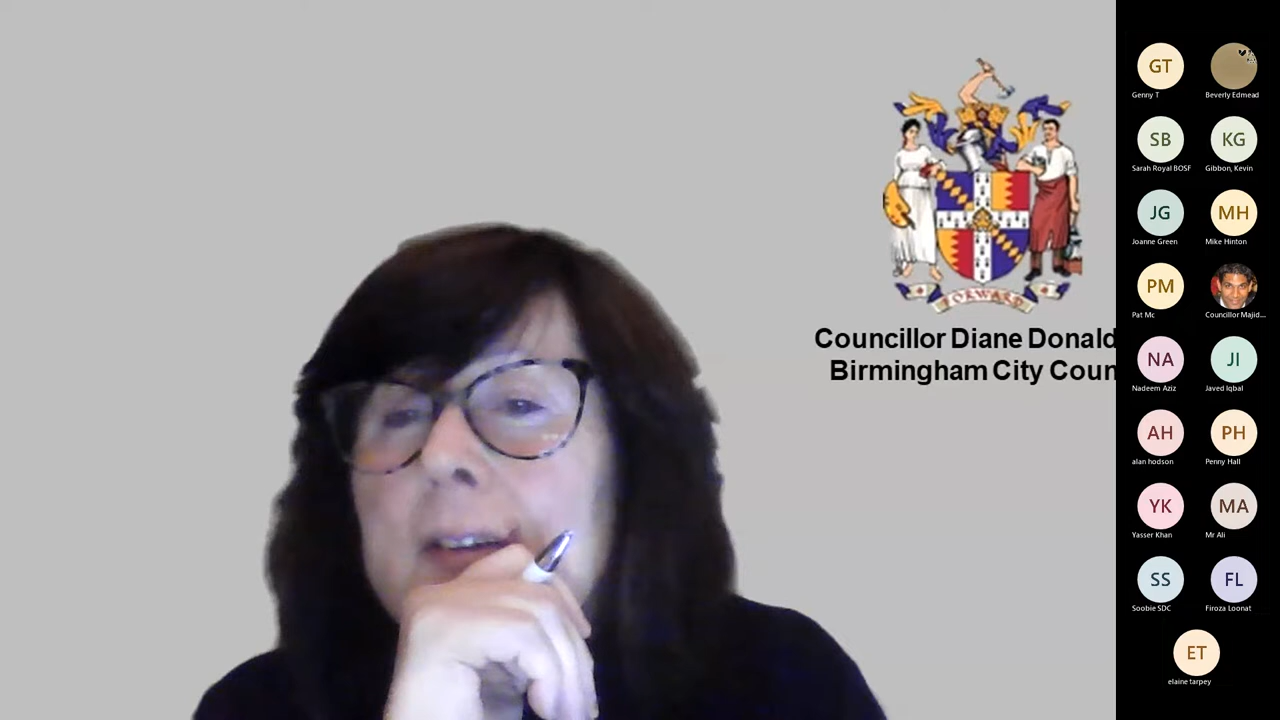 FORWARD
Councillor Diane Donald
Birmingham City Coun
GT
Genny T
Beverly Edmead
SB
Sarah Royal BOSF
KG
Gibbon, Kevin
JG
Joanne Green
MH
Mike Hinton
PM
Pat Mc
Councillor Majid...
NA
Nadeem Aziz
JI
Javed Iqbal
AH
alan hodson
PH
Penny Hall
YK
Yasser Khan
MA
Mr Ali
SS
Soobie SDC
FL
Firoza Loonat
ET
elaine tarpey